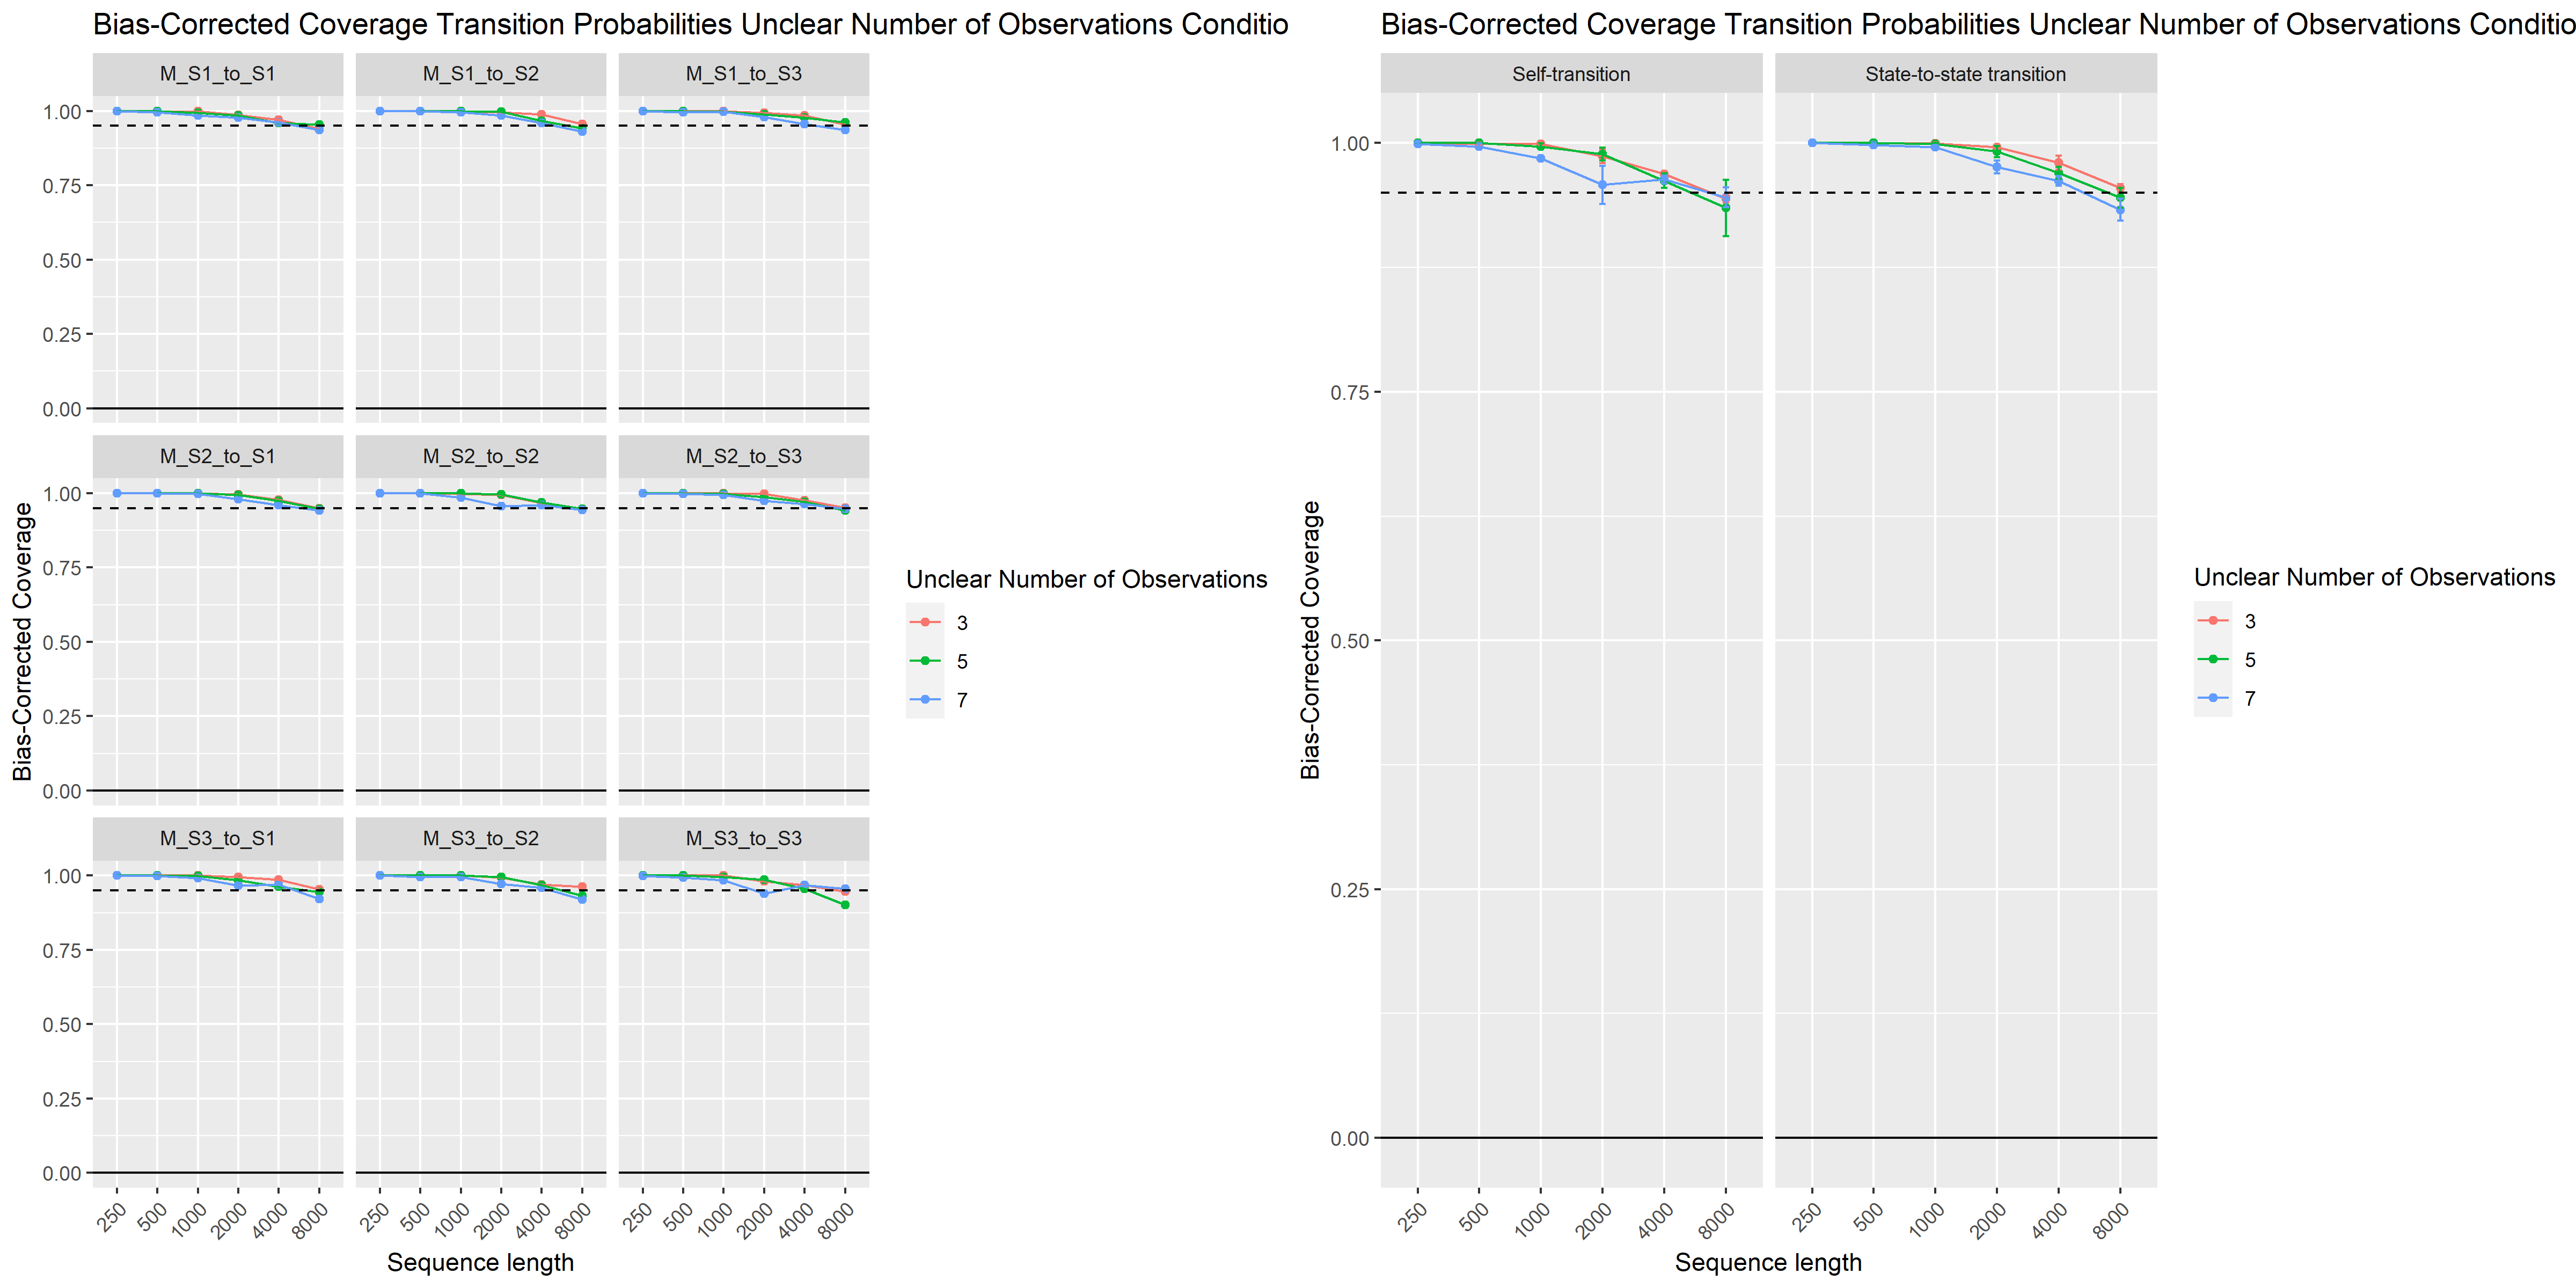 Bias-Corrected Coverage Transition Probabilities Unclear Number of Observations Conditio
M_S1_to_S1
M_S1_to_S2
M_S1_to_S3
1.00
0.75
0.50
0.25
0.00
M_S2_to_S1
M_S2_to_S2
M_S2_to_S3
1.00
0.75
0.50
0.25
0.00
M_S3_to_S1
M_S3_to_S2
M_S3_to_S3
1.00
0.75
0.50
0.25
0.00
Bias-Corrected Coverage
250 500 1000 2000 4000 8000
250 500 1000 2000 4000 8000
250 500 1000 2000 4000 8000
Sequence length
Unclear Number of Observations
3
5
7
Bias-Corrected Coverage Transition Probabilities Unclear Number of Observations Conditio
Self-transition
State-to-state transition
1.00
0.75
0.50
0.25
0.00
Bias-Corrected Coverage
250 500 1000 2000 4000 8000
250 500 1000 2000 4000 8000
Sequence length
Unclear Number of Observations
3
5
7